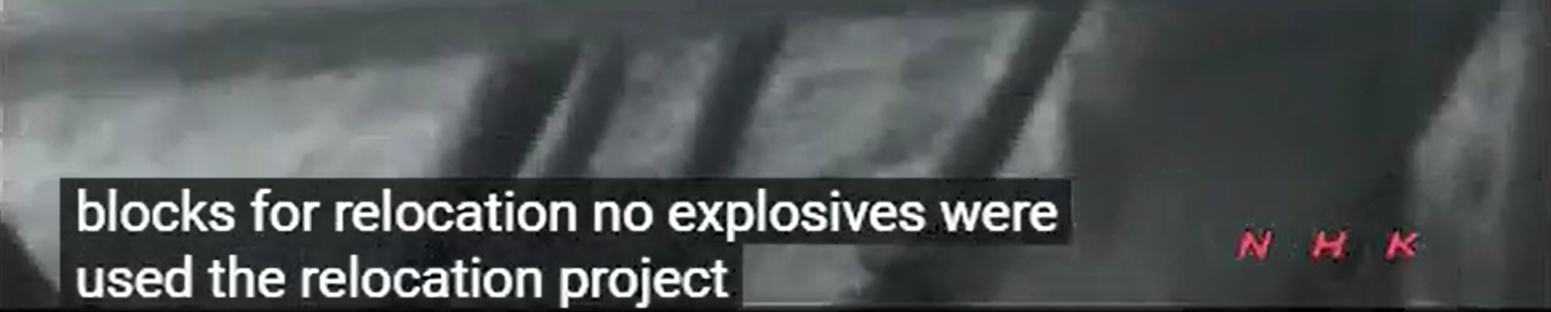 blocks for relocation no explosives were
used the relocation project
N H K